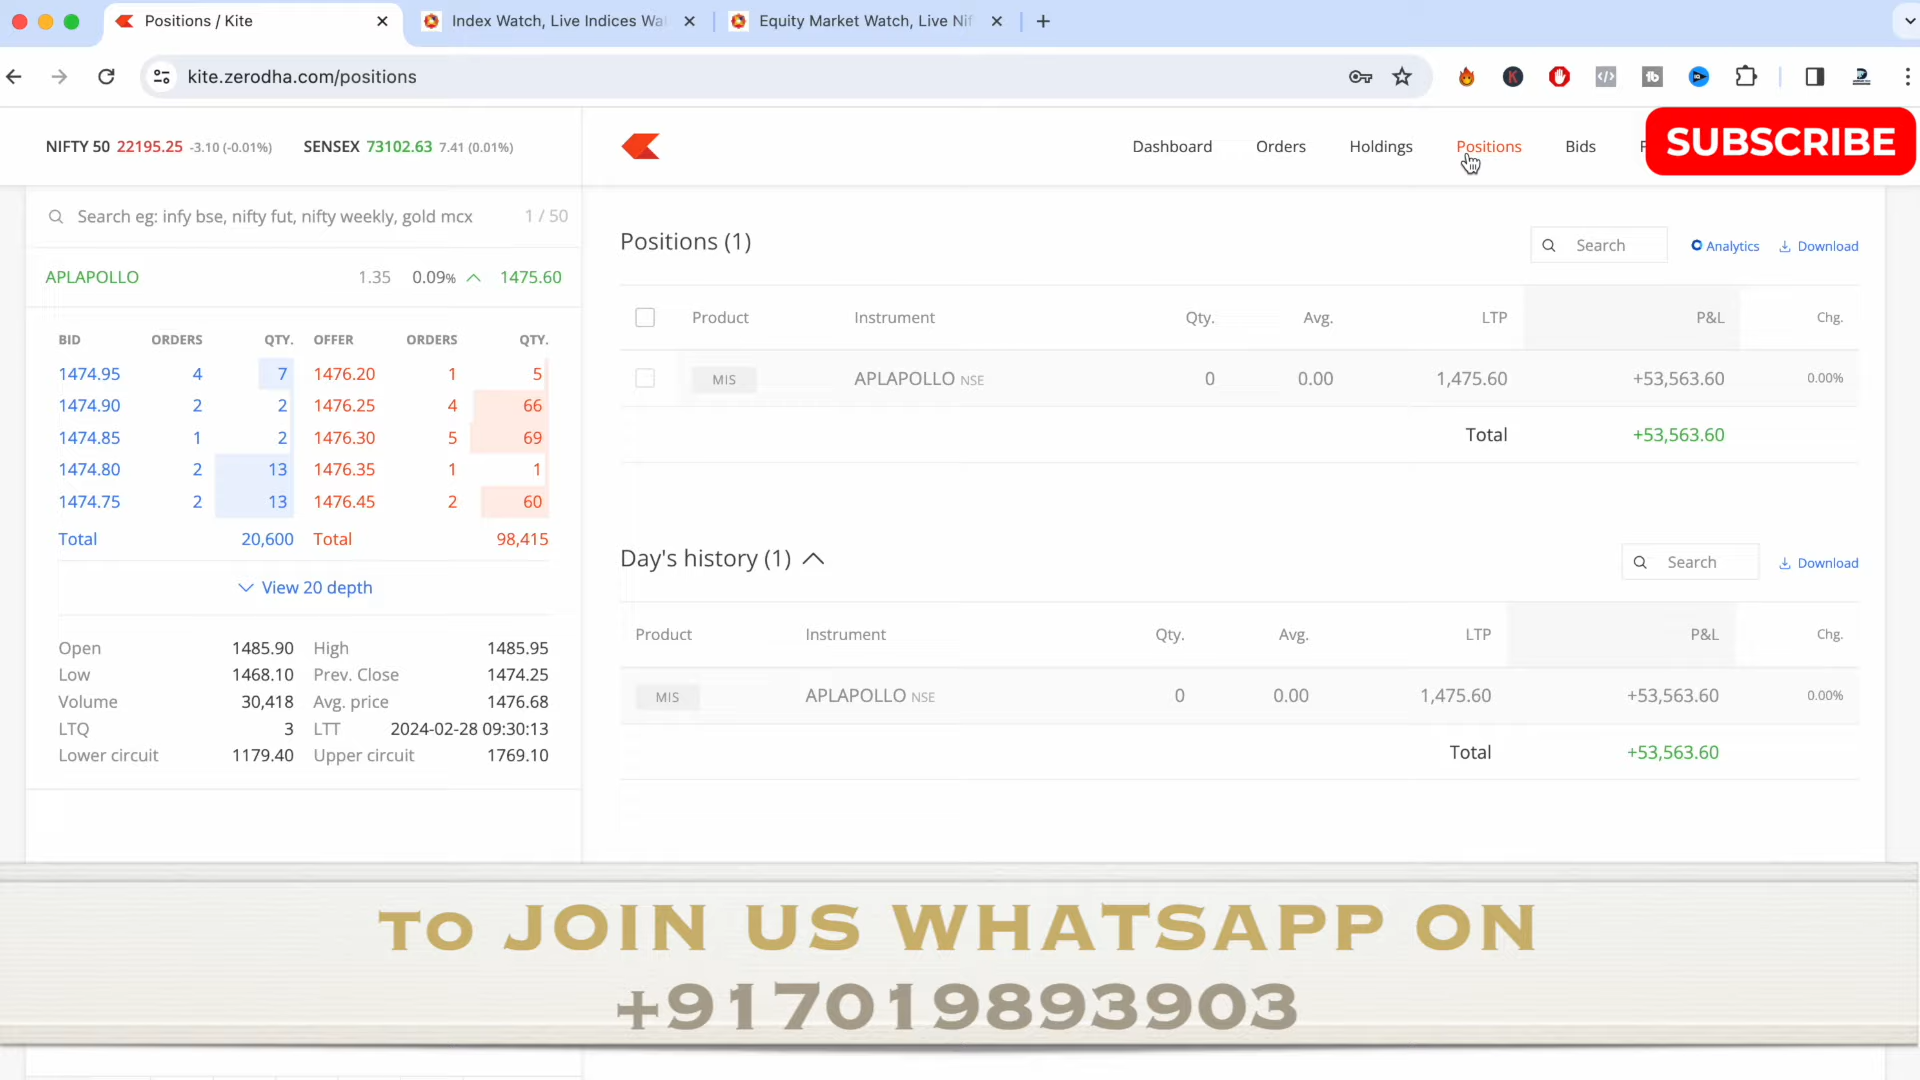 Positions / Kite
Index Watch, Live Indices Wa
Equity Market Watch, Live Nif
kite.zerodha.com/positions
NIFTY 50 22195.25 -3.10 (-0.01%) SENSEX 73102.63 7.41 (0.01%)
Dashboard Orders Holdings Positions Bids F
SUBSCRIBE
Search eg: infy bse, nifty fut, nifty weekly, gold mcx 1 / 50
APLAPOLLO 1.35 0.09% 1475.60
BID ORDERS QTY. OFFER ORDERS QTY.
1474.95 4 7 1476.20 1 5
1474.90 2 2 1476.25 4 66
1474.85 1 2 1476.30 5 69
1474.80 2 13 1476.35 1 1
1474.75 2 13 1476.45 2 60
Total 20,600 Total 98,415
View 20 depth
Open 1485.90 High 1485.95
Low 1468.10 Prev. Close 1474.25
Volume 30,418 Avg. price 1476.68
LTQ 3 LTT 2024-02-28 09:30:13
Lower circuit 1179.40 Upper circuit 1769.10
Positions (1) Search Analytics Download
Product Instrument Qty. Avg. LTP P&L Chg.
MIS APLAPOLLO NSE 0 0.00 1,475.60 +53,563.60 0.00%
Total +53,563.60
Day's history (1) Search Download
Product Instrument Qty. Avg. LTP P&L Chg.
MIS APLAPOLLO NSE 0 0.00 1,475.60 +53,563.60 0.00%
Total +53,563.60
To JOIN US WHATSAPP ON
+917019893903